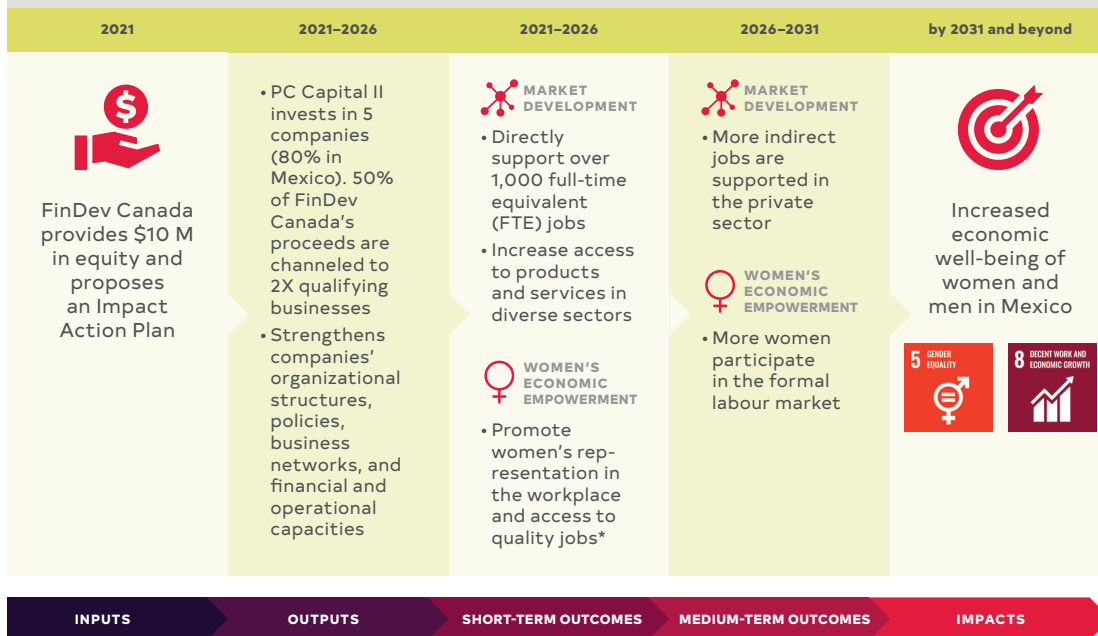 2021
2021–2026
2021–2026
2026–2031
by 2031 and beyond
$
FinDev Canada
provides $10 M
in equity and
proposes
an Impact
Action Plan
• PC Capital II
invests in 5
companies
(80% in
Mexico). 50%
of FinDev
Canada's
proceeds are
channeled to
2X qualifying
businesses
• Strengthens
companies'
organizational
structures,
policies,
business
networks, and
financial and
operational
capacities
MARKET
DEVELOPMENT
• Directly
support over
1,000 full-time
equivalent
(FTE) jobs
• Increase access
to products
and services in
diverse sectors
WOMEN'S
ECONOMIC
EMPOWERMENT
• Promote
women's rep-
resentation in
the workplace
and access to
quality jobs*
MARKET
DEVELOPMENT
• More indirect
jobs are
supported in
the private
sector
WOMEN'S
ECONOMIC
EMPOWERMENT
• More women
participate
in the formal
labour market
Increased
economic
well-being of
women and
men in Mexico
5 GENDER
EQUALITY
8 DECENT WORK AND
ECONOMIC GROWTH
INPUTS
OUTPUTS
SHORT-TERM OUTCOMES
MEDIUM-TERM OUTCOMES
IMPACTS